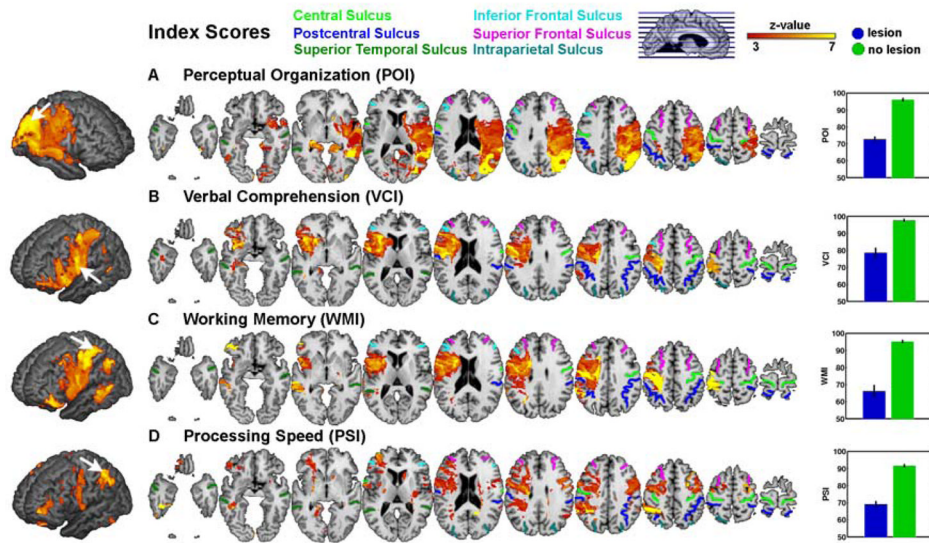 Index Scores
Central Sulcus
Postcentral Sulcus
Superior Temporal Sulcus
Inferior Frontal Sulcus
Superior Frontal Sulcus
Intraparietal Sulcus
z-value
3 7
lesion
no lesion
A Perceptual Organization (POI)
100
90
80
70
60
50
POI
B Verbal Comprehension (VCI)
100
90
80
70
60
50
VCI
C Working Memory (WMI)
100
90
80
70
60
50
WMI
D Processing Speed (PSI)
100
90
80
70
60
50
PSI